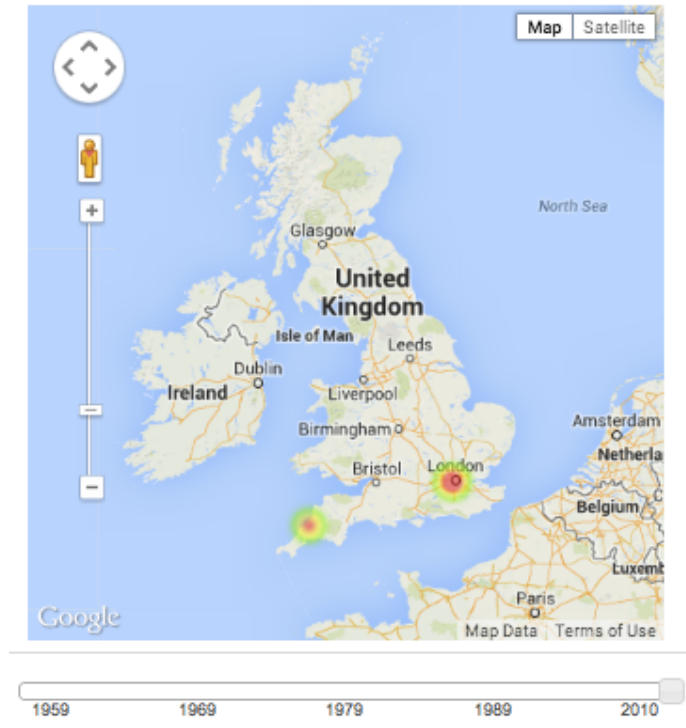 Map Satellite
North Sea
Glasgow
United
Kingdom
Isle of Man
Leeds
Dublin
Ireland
Liverpool
Amsterdam
Birmingham
Netherla
Bristol
London
Belgium
Luxemb
Paris
Google
Map Data Terms of Use
1959 1969 1979 1989 2010